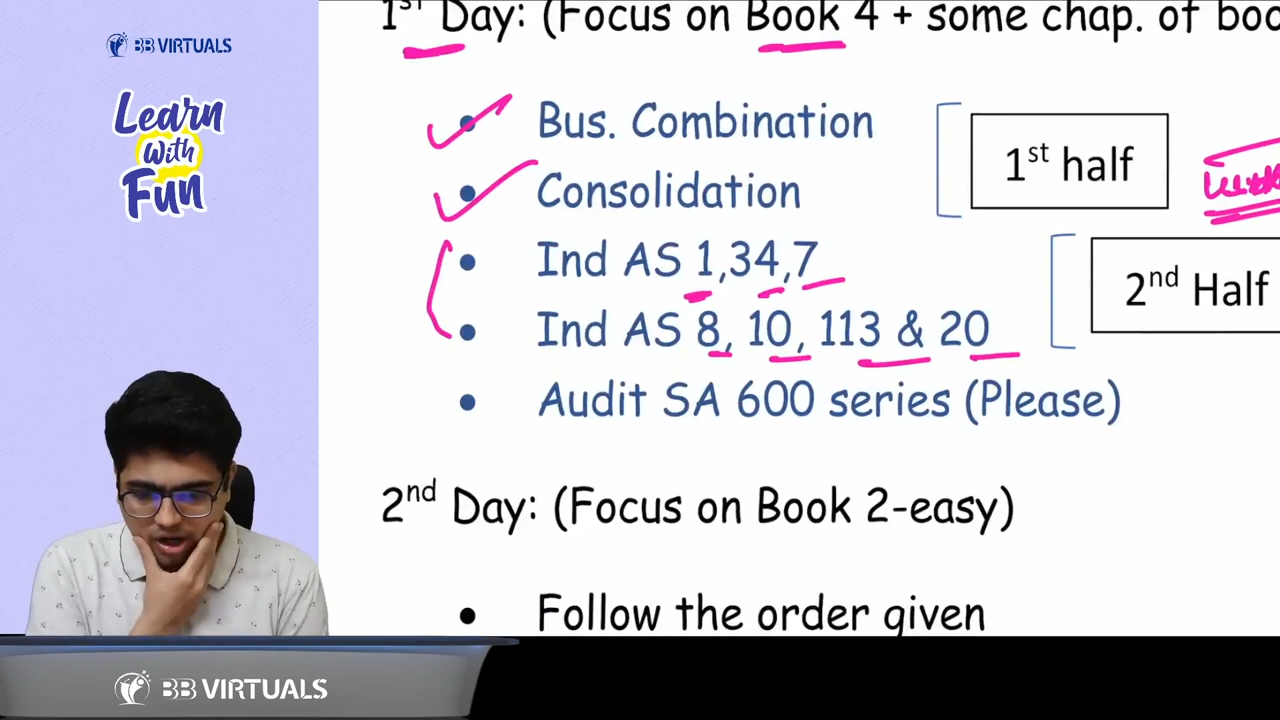 BB VIRTUALS
Learn
With
Fun
1st Day: (Focus on Book 4 + some chap. of boo
• Bus. Combination
• Consolidation
1st half
• Ind AS 1,34,7
• Ind AS 8, 10, 113 & 20
2nd Half
• Audit SA 600 series (Please)
2nd Day: (Focus on Book 2-easy)
• Follow the order given
BB VIRTUALS